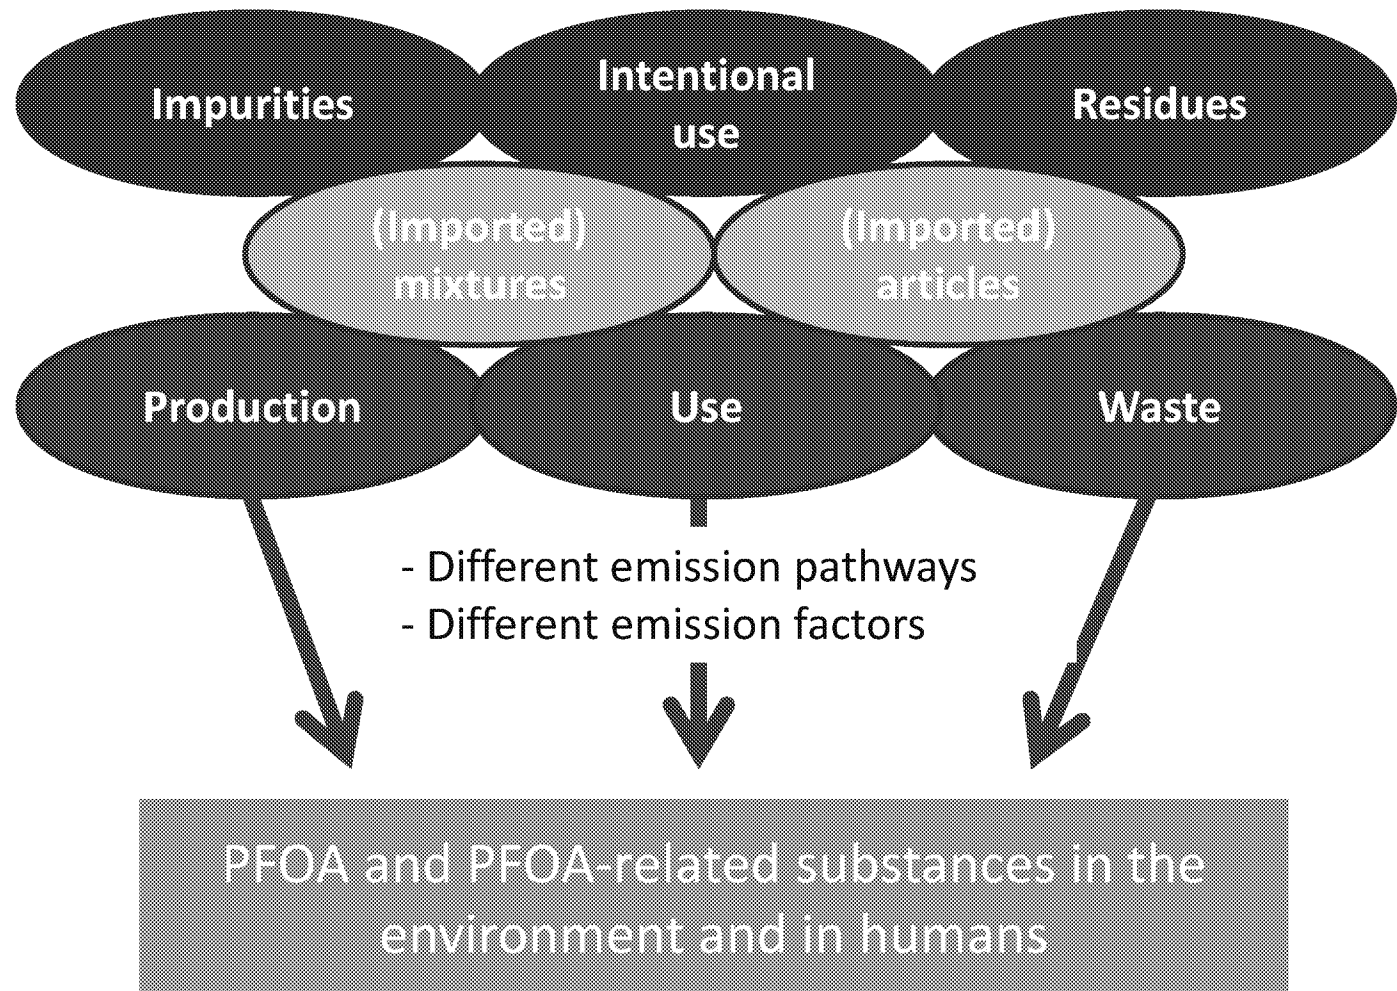 Impurities
Intentional
use
Residues
(Imported)
mixtures
(Imported)
articles
Production
Use
Waste
- Different emission pathways
- Different emission factors
PFOA and PFOA-related substances in the
environment and in humans